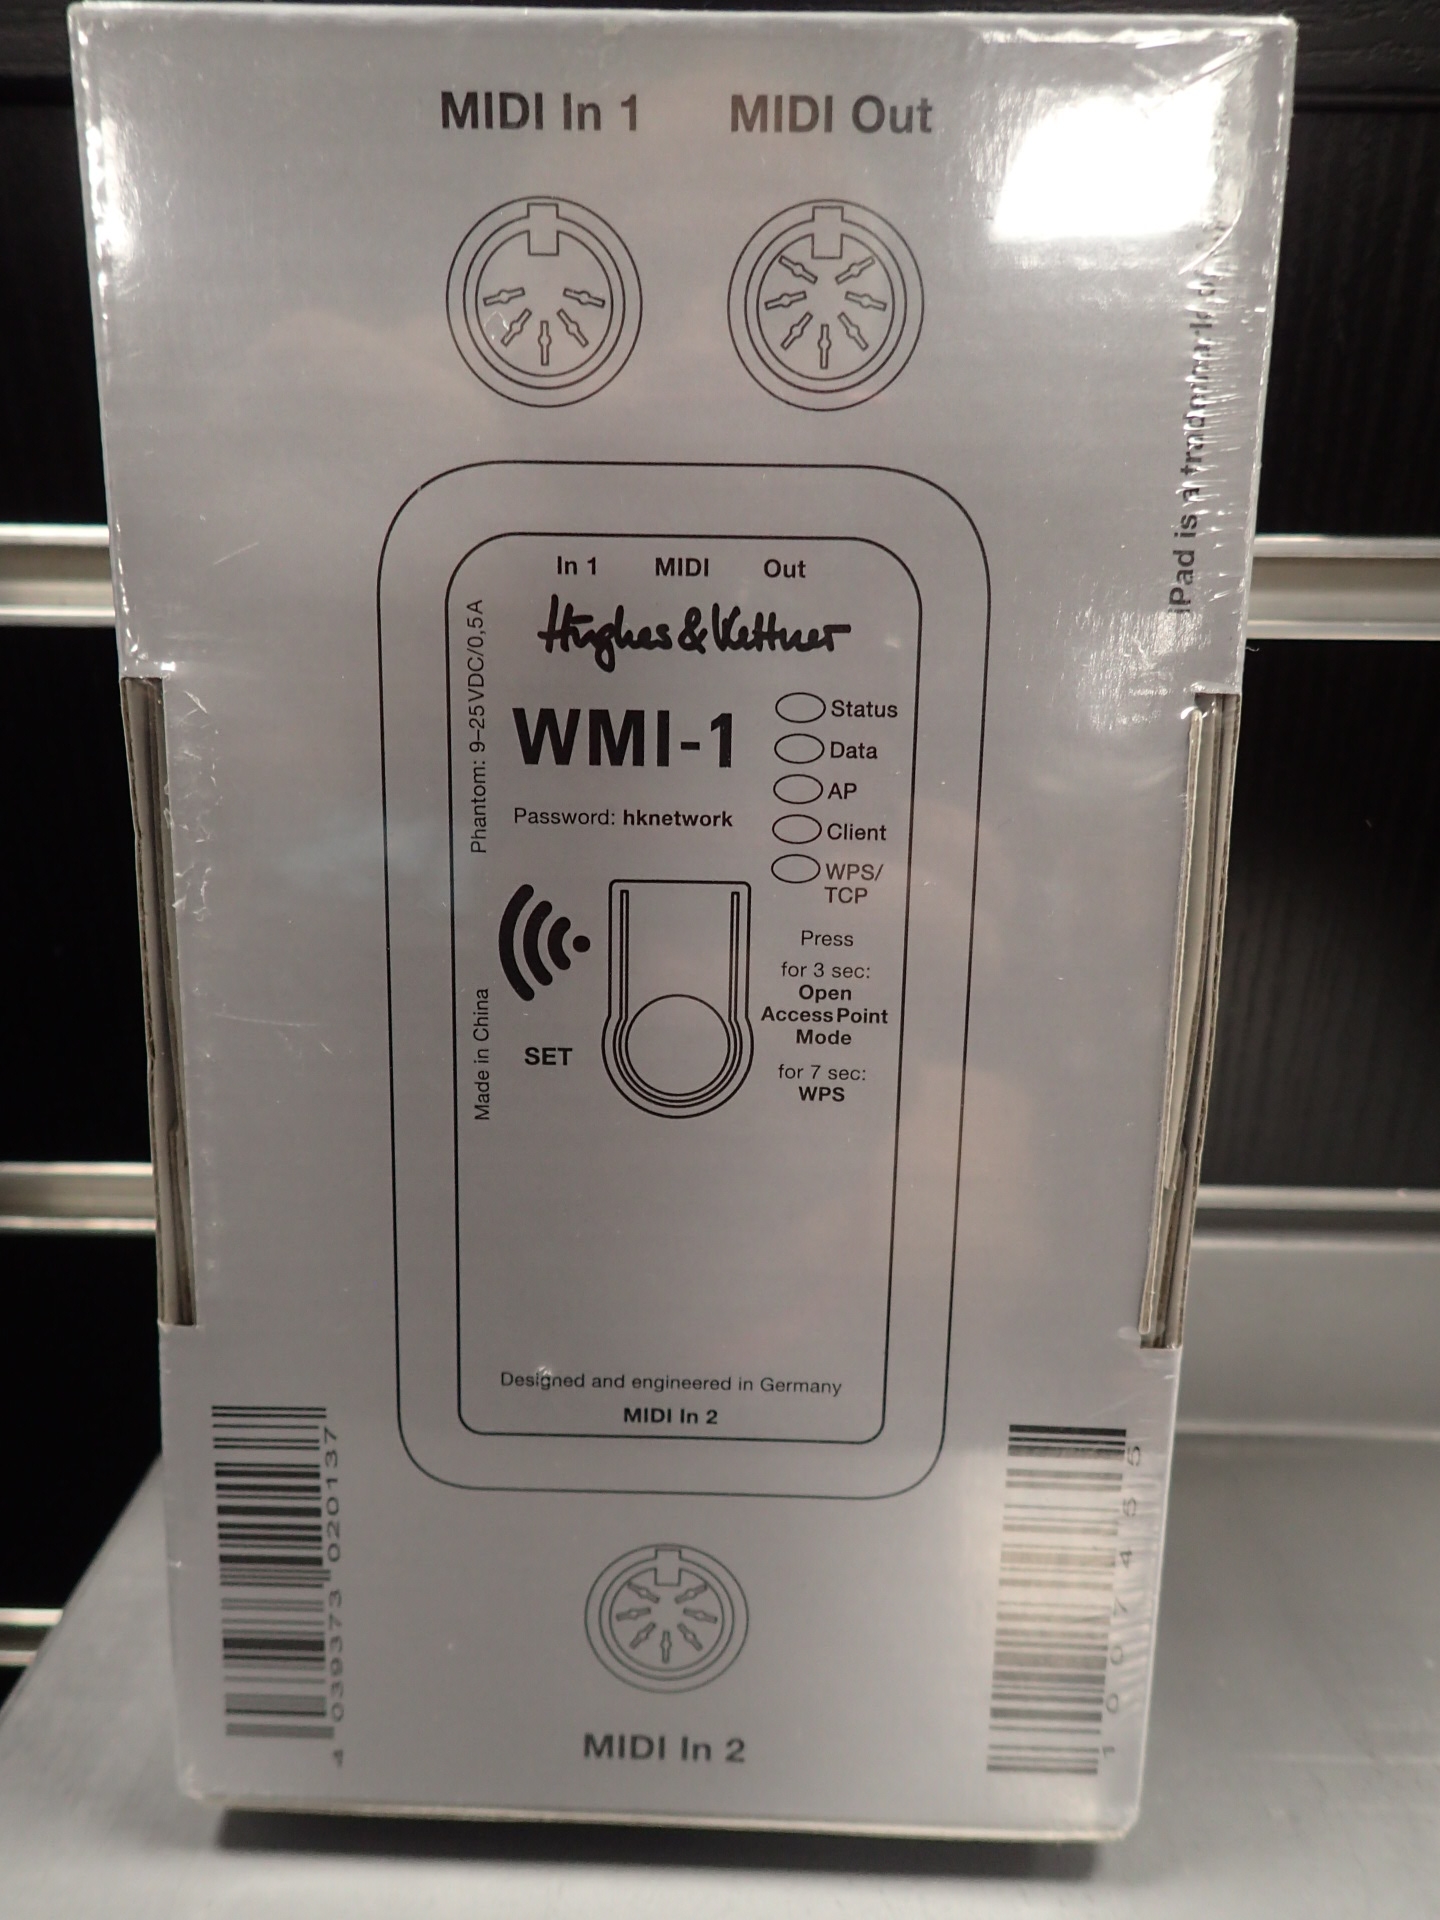 MIDI In 1
MIDI Out
iPad is a trademark
In 1
MIDI
Out
Hughes & Kettner
Phantom: 9–25VDC/0,5A
WMI-1
Status
Data
AP
Client
WPS/
TCP
Password: hknetwork
Press
for 3 sec:
Open
Access Point
Mode
for 7 sec:
WPS
SET
Made in China
Designed and engineered in Germany
MIDI In 2
4 039373 020137
1007455
MIDI In 2